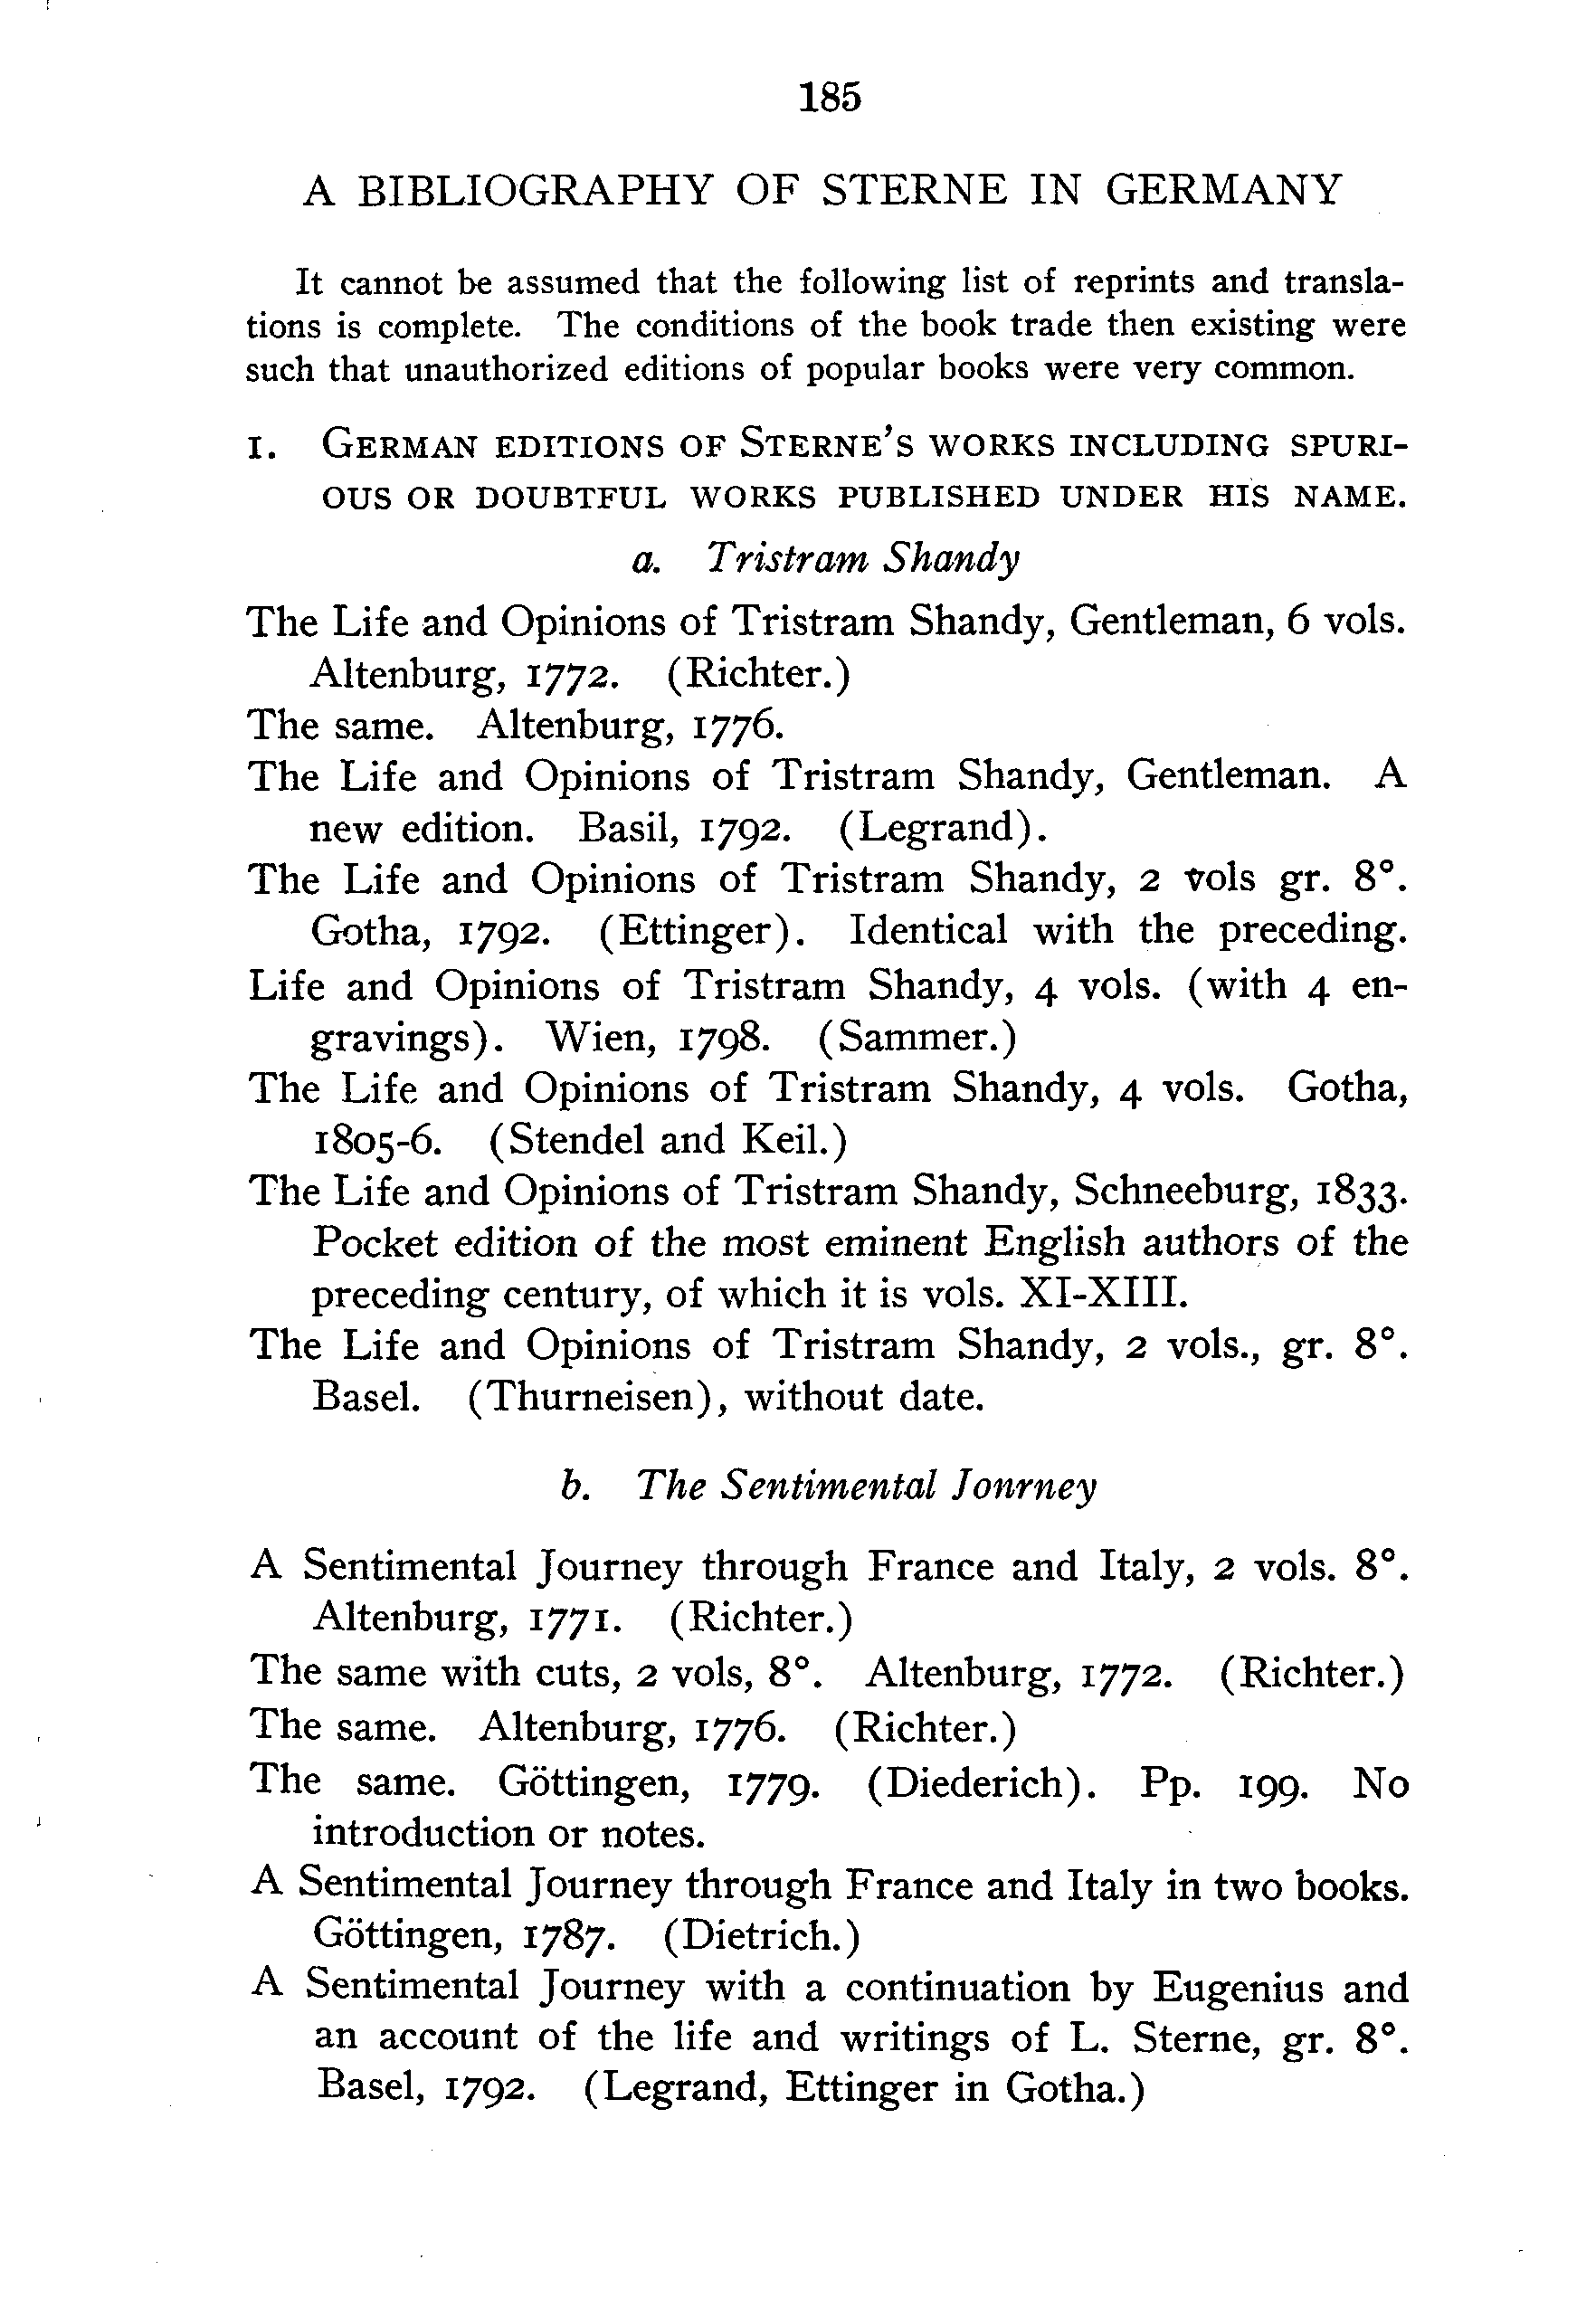 185
A BIBLIOGRAPHY OF STERNE IN GERMANY
It cannot be assumed that the following list of reprints and transla-
tions is complete. The conditions of the book trade then existing were
such that unauthorized editions of popular books were very common.
1. German editions of Sterne's works including spuri-
ous or doubtful works published under his name.
a. Tristram Shandy
The Life and Opinions of Tristram Shandy, Gentleman, 6 vols.
Altenburg, 1772. (Richter.)
The same. Altenburg, 1776.
The Life and Opinions of Tristram Shandy, Gentleman. A
new edition. Basil, 1792. (Legrand).
The Life and Opinions of Tristram Shandy, 2 vols gr. 8°.
Gotha, 1792. (Ettinger). Identical with the preceding.
Life and Opinions of Tristram Shandy, 4 vols. (with 4 en-
gravings). Wien, 1798. (Sammer.)
The Life and Opinions of Tristram Shandy, 4 vols. Gotha,
1805-6. (Stendel and Keil.)
The Life and Opinions of Tristram Shandy, Schneeburg, 1833.
Pocket edition of the most eminent English authors of the
preceding century, of which it is vols. XI-XIII.
The Life and Opinions of Tristram Shandy, 2 vols., gr. 8°.
Basel. (Thurneisen), without date.
b. The Sentimental Jonrney
A Sentimental Journey through France and Italy, 2 vols. 8°.
Altenburg, 1771. (Richter.)
The same with cuts, 2 vols, 8°. Altenburg, 1772. (Richter.)
The same. Altenburg, 1776. (Richter.)
The same. Göttingen, 1779. (Diederich). Pp. 199. No
introduction or notes.
A Sentimental Journey through France and Italy in two books.
Göttingen, 1787. (Dietrich.)
A Sentimental Journey with a continuation by Eugenius and
an account of the life and writings of L. Sterne, gr. 8°.
Basel, 1792. (Legrand, Ettinger in Gotha.)